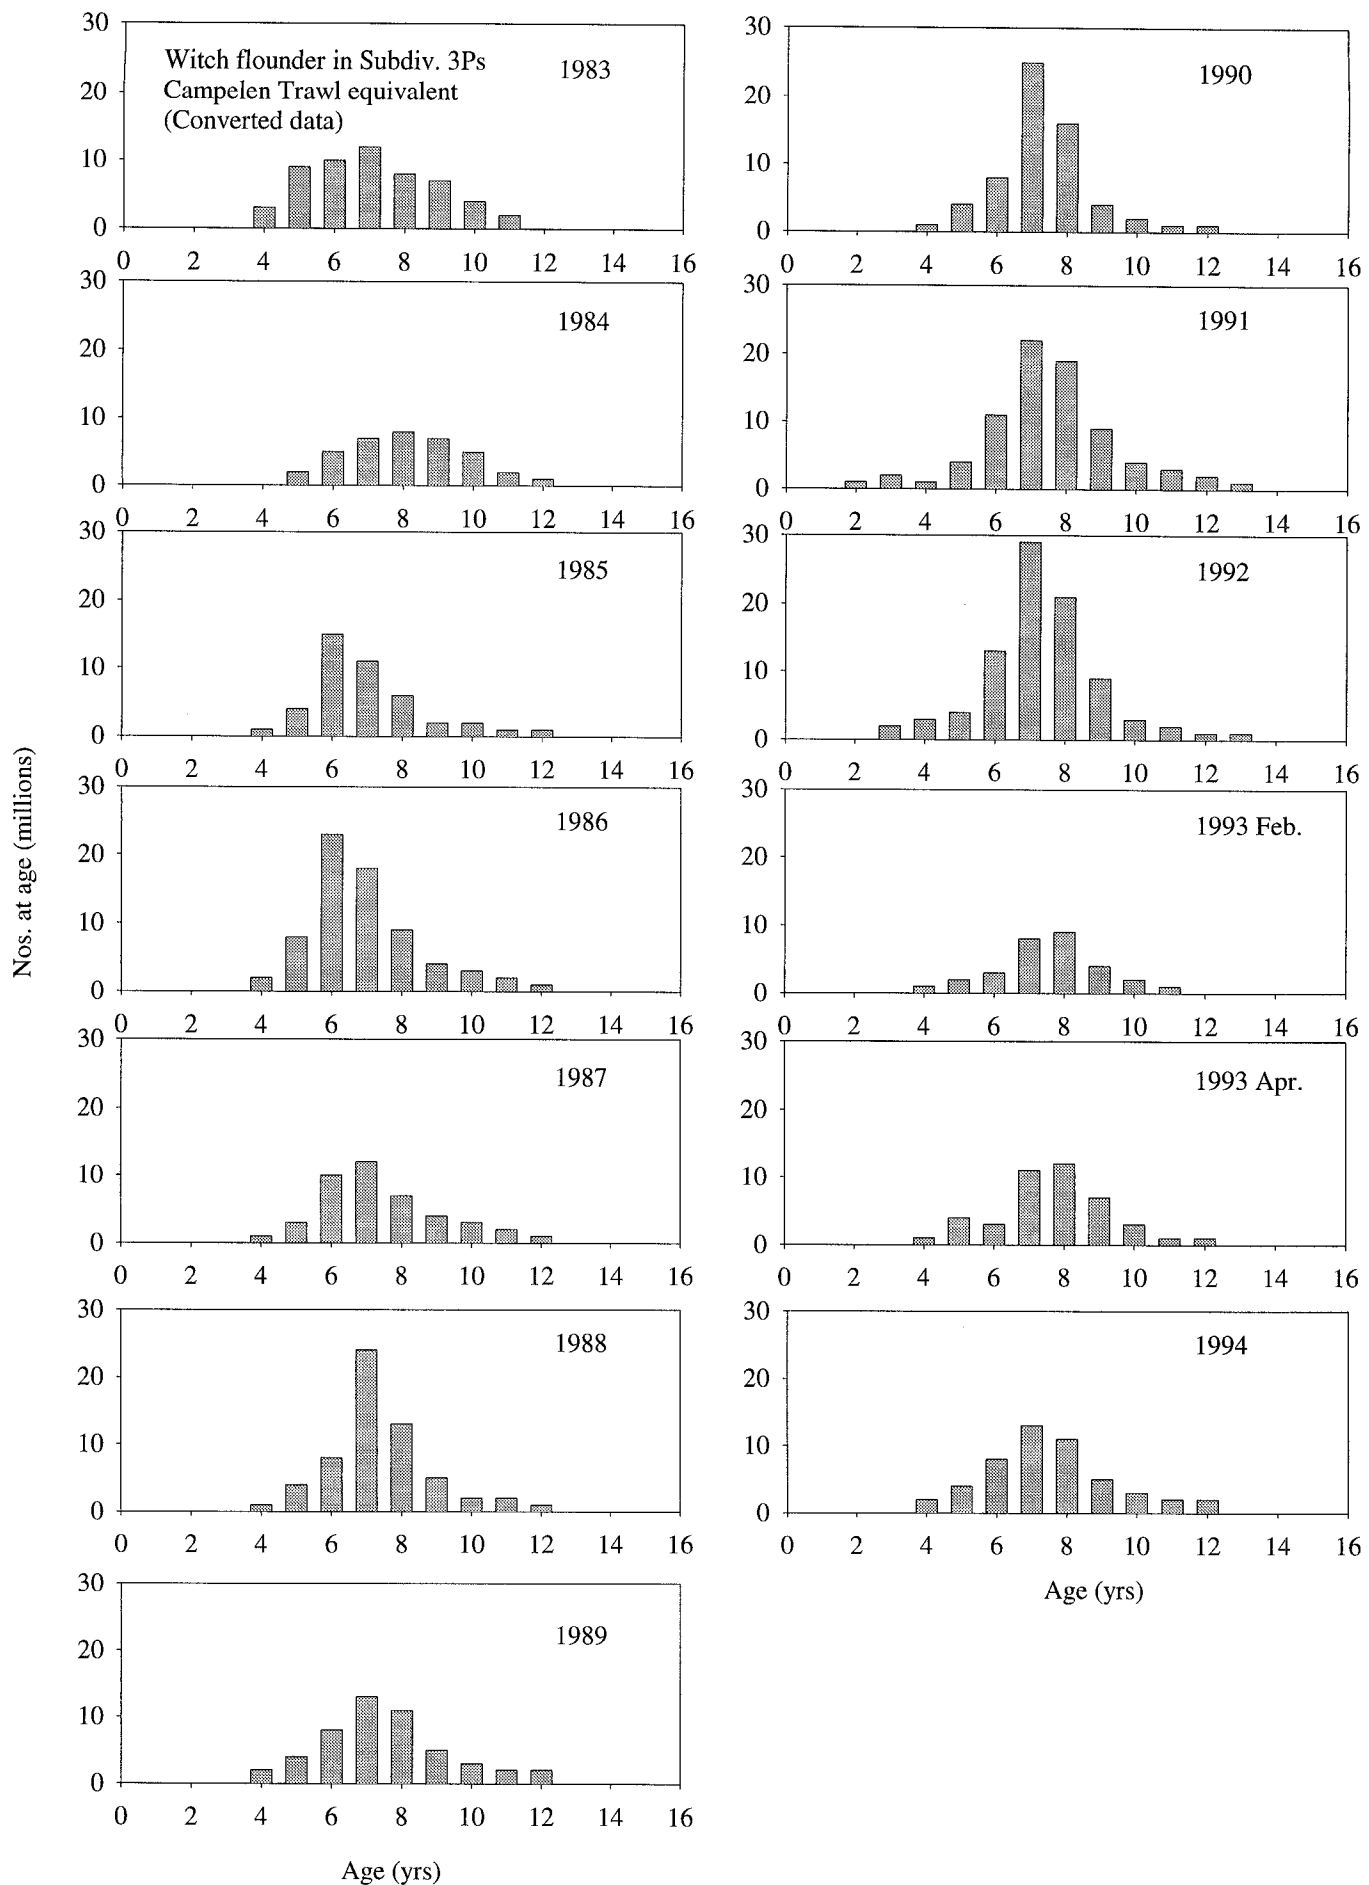 Nos. at age (millions)
30
Witch flounder in Subdiv. 3Ps 1983
Campelen Trawl equivalent
20
(Converted data)
10
0
0 2 4 6 8 10 12 14 16
30
1984
20
10
0
0 2 4 6 8 10 12 14 16
30
1985
20
10
0
0 2 4 6 8 10 12 14 16
30
1986
20
10
0
0 2 4 6 8 10 12 14 16
30
1987
20
10
0
0 2 4 6 8 10 12 14 16
30
1988
20
10
0
0 2 4 6 8 10 12 14 16
30
1989
20
10
0
0 2 4 6 8 10 12 14 16
Age (yrs)
30
1990
20
10
0
0 2 4 6 8 10 12 14 16
30
1991
20
10
0
0 2 4 6 8 10 12 14 16
30
1992
20
10
0
0 2 4 6 8 10 12 14 16
30
1993 Feb.
20
10
0
0 2 4 6 8 10 12 14 16
30
1993 Apr.
20
10
0
0 2 4 6 8 10 12 14 16
30
1994
20
10
0
0 2 4 6 8 10 12 14 16
Age (yrs)